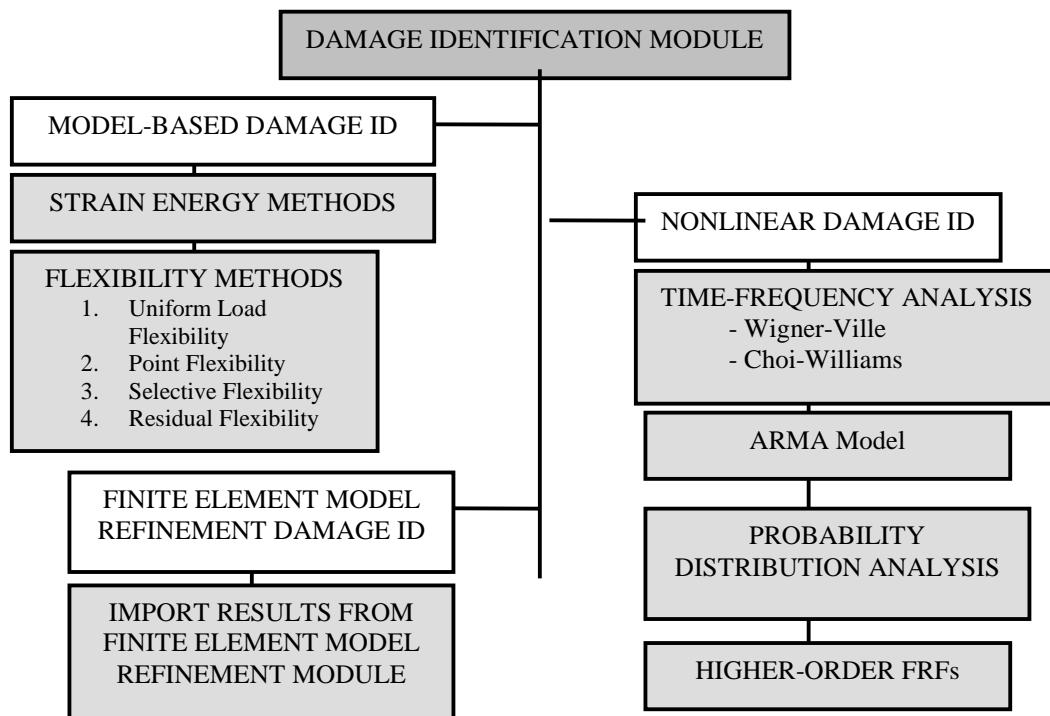 DAMAGE IDENTIFICATION MODULE
MODEL-BASED DAMAGE ID
STRAIN ENERGY METHODS
FLEXIBILITY METHODS
1. Uniform Load
Flexibility
2. Point Flexibility
3. Selective Flexibility
4. Residual Flexibility
FINITE ELEMENT MODEL
REFINEMENT DAMAGE ID
IMPORT RESULTS FROM
FINITE ELEMENT MODEL
REFINEMENT MODULE
NONLINEAR DAMAGE ID
TIME-FREQUENCY ANALYSIS
- Wigner-Ville
- Choi-Williams
ARMA Model
PROBABILITY
DISTRIBUTION ANALYSIS
HIGHER-ORDER FRFs